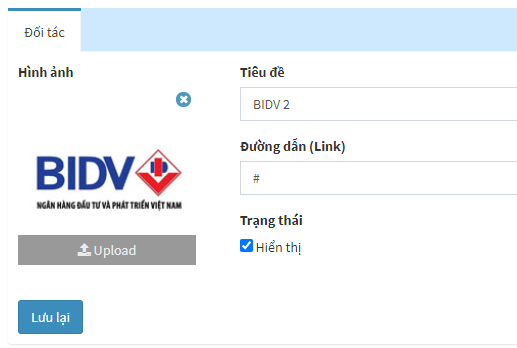 Đối tác
Hình ảnh
BIDV
NGÂN HÀNG ĐẦU TƯ VÀ PHÁT TRIỂN VIỆT NAM
Upload
Tiêu đề
BIDV 2
Đường dẫn (Link)
#
Trạng thái
Hiển thị
Lưu lại